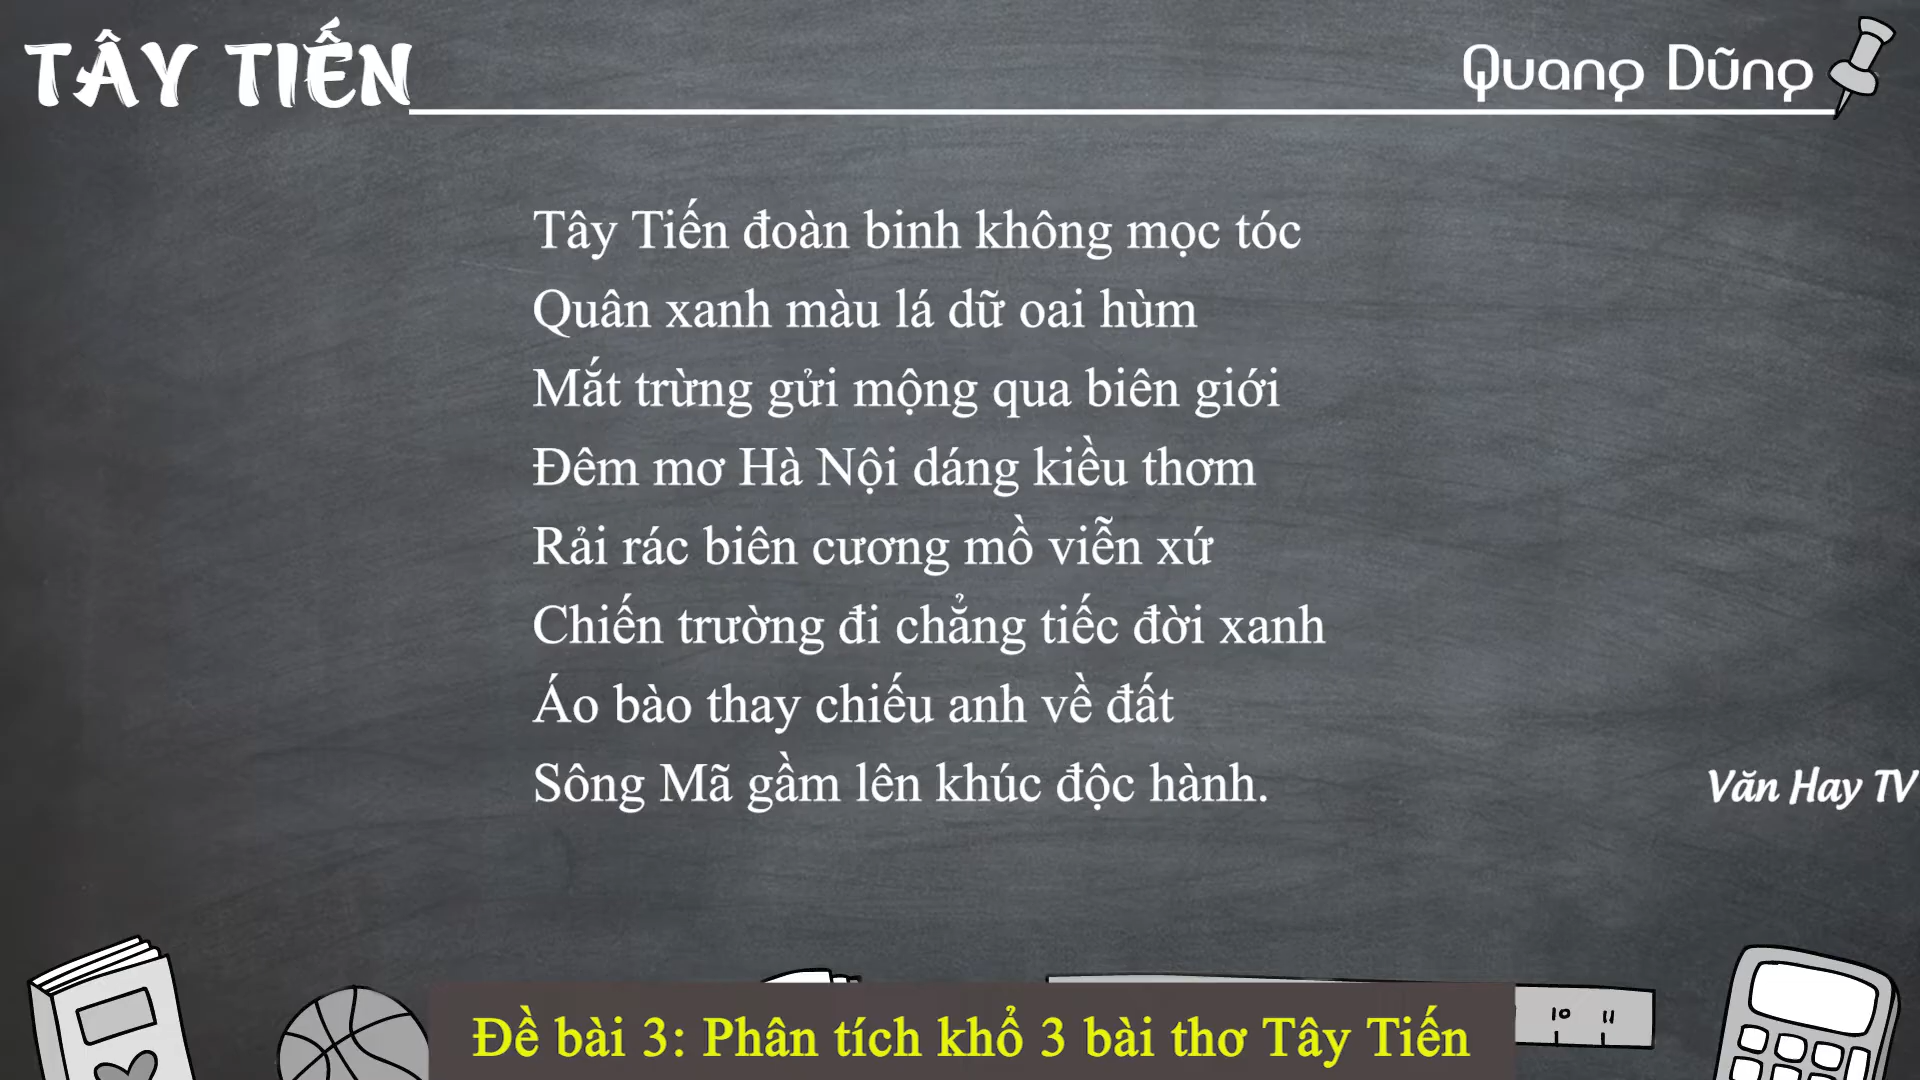 TÂY TIẾN
Quang Dũng
Tây Tiến đoàn binh không mọc tóc
Quân xanh màu lá dữ oai hùm
Mắt trừng gửi mộng qua biên giới
Đêm mơ Hà Nội dáng kiều thơm
Rải rác biên cương mồ viễn xứ
Chiến trường đi chẳng tiếc đời xanh
Áo bào thay chiếu anh về đất
Sông Mã gầm lên khúc độc hành.
Văn Hay TV
10 11
Đề bài 3: Phân tích khổ 3 bài thơ Tây Tiến